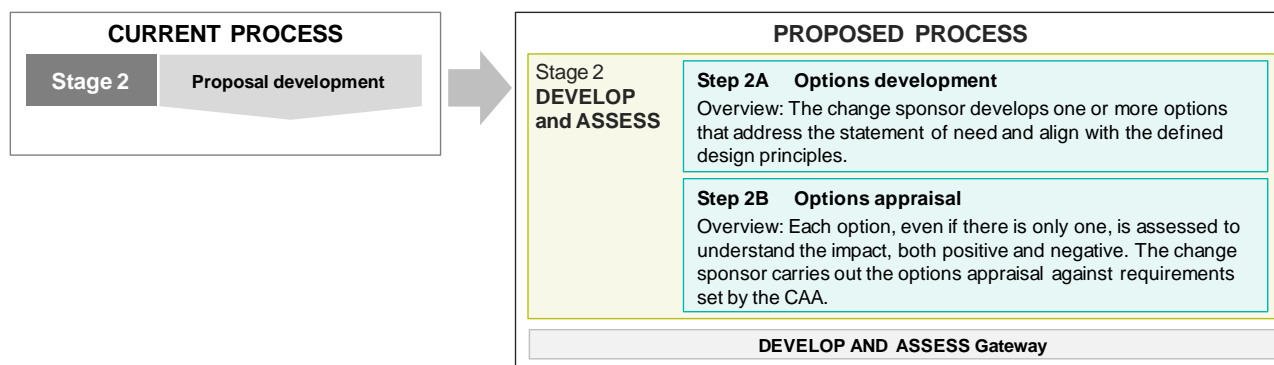 CURRENT PROCESS
Stage 2
Proposal development
PROPOSED PROCESS
Stage 2
DEVELOP
and ASSESS
Step 2A Options development
Overview: The change sponsor develops one or more options
that address the statement of need and align with the defined
design principles.
Step 2B Options appraisal
Overview: Each option, even if there is only one, is assessed to
understand the impact, both positive and negative. The change
sponsor carries out the options appraisal against requirements
set by the CAA.
DEVELOP AND ASSESS Gateway